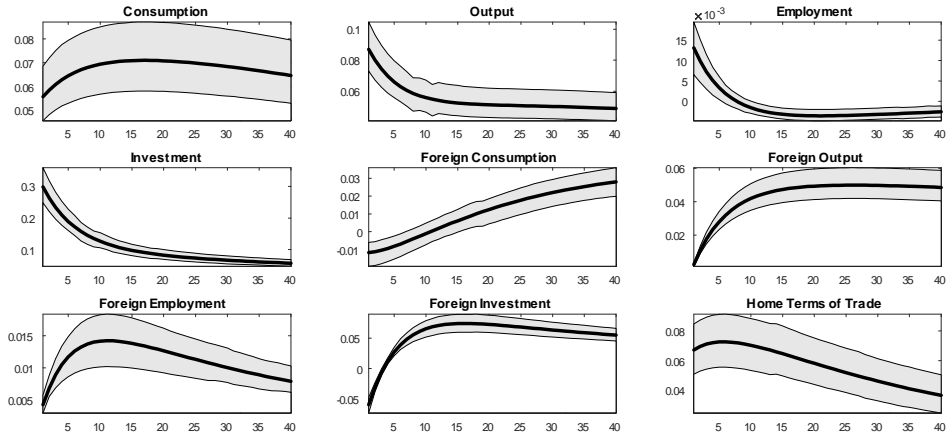 Consumption
0.08
0.07
0.06
0.05
5 10 15 20 25 30 35 40
Output
0.1
0.08
0.06
5 10 15 20 25 30 35 40
Employment
×10⁻³
15
10
5
0
5 10 15 20 25 30 35 40
Investment
0.3
0.2
0.1
5 10 15 20 25 30 35 40
Foreign Consumption
0.03
0.02
0.01
0
-0.01
5 10 15 20 25 30 35 40
Foreign Output
0.06
0.04
0.02
5 10 15 20 25 30 35 40
Foreign Employment
0.015
0.01
0.005
5 10 15 20 25 30 35 40
Foreign Investment
0.05
0
-0.05
5 10 15 20 25 30 35 40
Home Terms of Trade
0.08
0.06
0.04
5 10 15 20 25 30 35 40